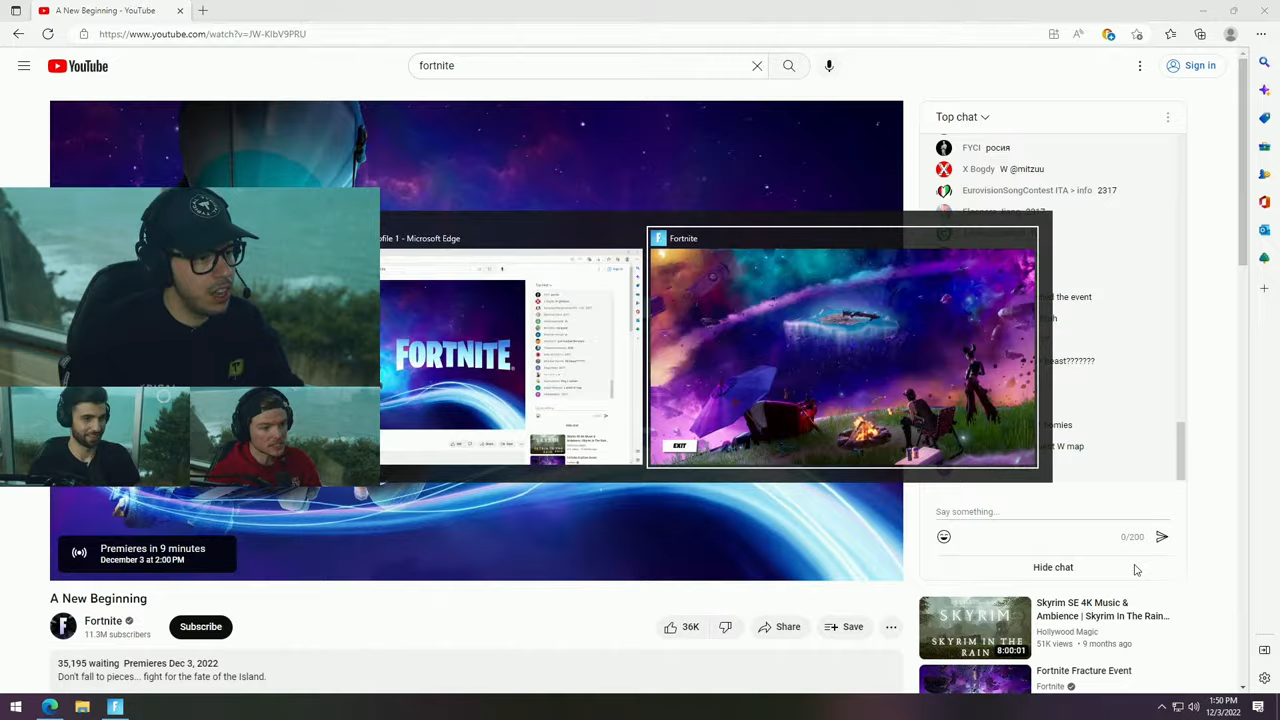 A New Beginning - YouTube
https://www.youtube.com/watch?v=JW-KIbV9PRU
YouTube
fortnite
Sign in
Top chat
FYCI росия
X Bogdy W @mitzuu
EurovisionSongContest ITA > info 2317
ofile 1 - Microsoft Edge
Fortnite
FORTNITE
EXIT
the event
east???????
homies
W map
Say something...
0/200
Hide chat
Premieres in 9 minutes
December 3 at 2:00 PM
A New Beginning
Fortnite
11.3M subscribers
Subscribe
36K
Share
Save
35,195 waiting Premieres Dec 3, 2022
Don't fall to pieces... fight for the fate of the Island.
SKYRIM
SKYRIM IN THE
RAIN
8:00:01
Skyrim SE 4K Music &
Ambience | Skyrim In The Rain...
Hollywood Magic
51K views • 9 months ago
Fortnite Fracture Event
Fortnite
1:50 PM
12/3/2022